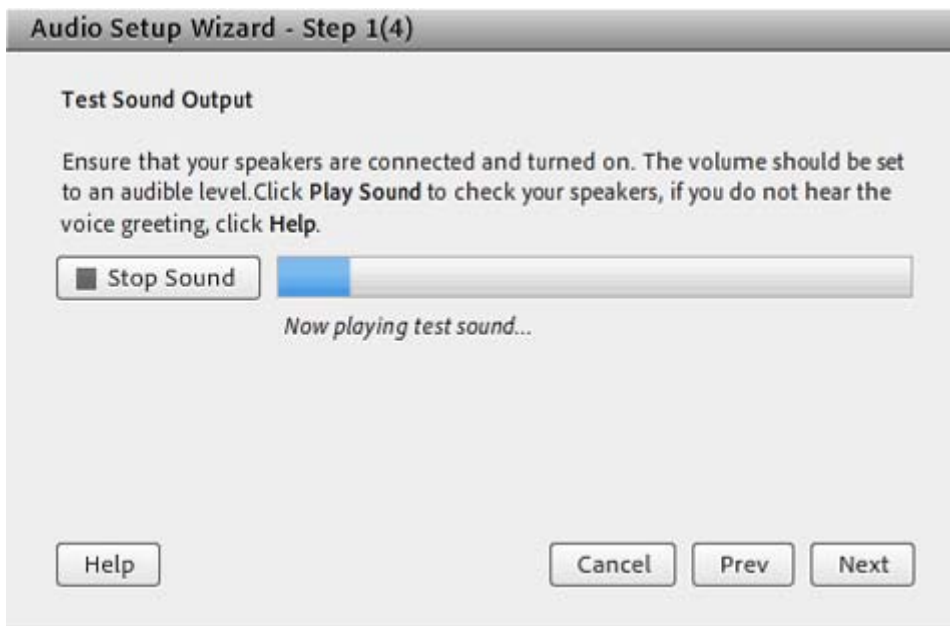 Audio Setup Wizard - Step 1(4)
Test Sound Output
Ensure that your speakers are connected and turned on. The volume should be set
to an audible level.Click Play Sound to check your speakers, if you do not hear the
voice greeting, click Help.
Stop Sound
Now playing test sound...
Help Cancel Prev Next